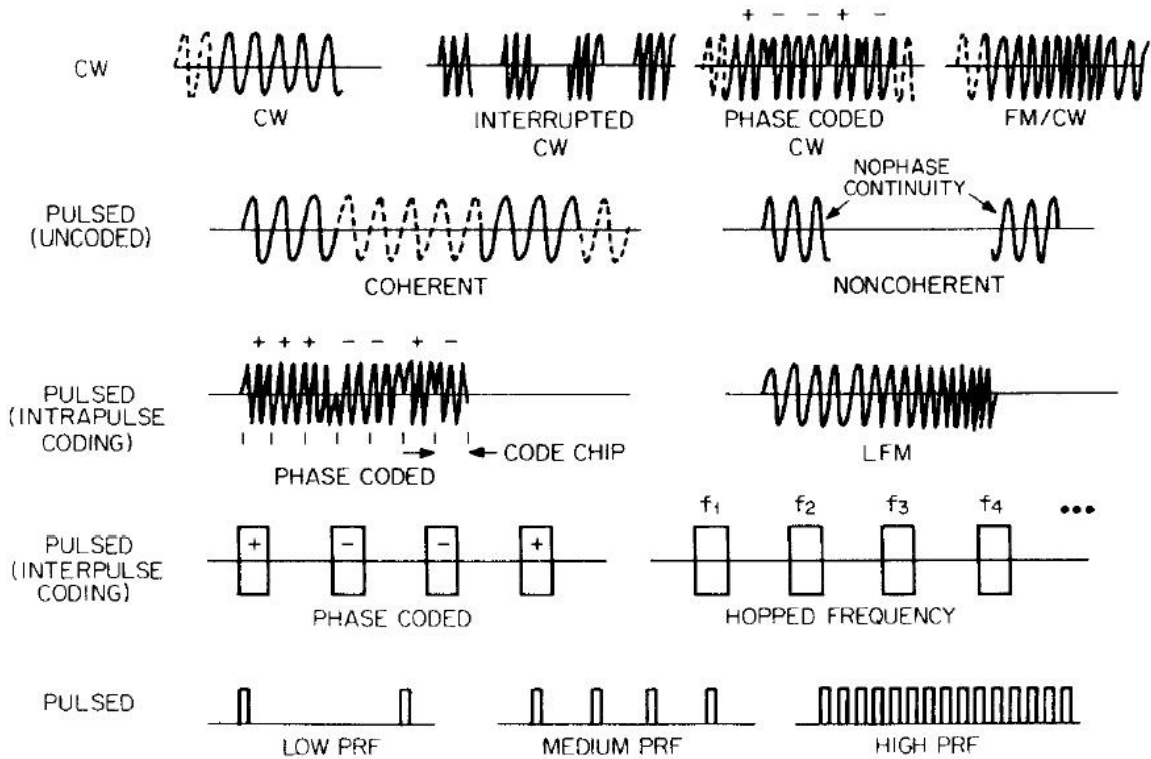 + − − + −
CW
CW
INTERRUPTED
CW
PHASE CODED
CW
FM/CW
PULSED
(UNCODED)
COHERENT
NOPHASE
CONTINUITY
NONCOHERENT
+ + + − − + −
PULSED
(INTRAPULSE
CODING)
CODE CHIP
PHASE CODED
LFM
PULSED
(INTERPULSE
CODING)
+ − − +
PHASE CODED
f1 f2 f3 f4 •••
HOPPED FREQUENCY
PULSED
LOW PRF
MEDIUM PRF
HIGH PRF